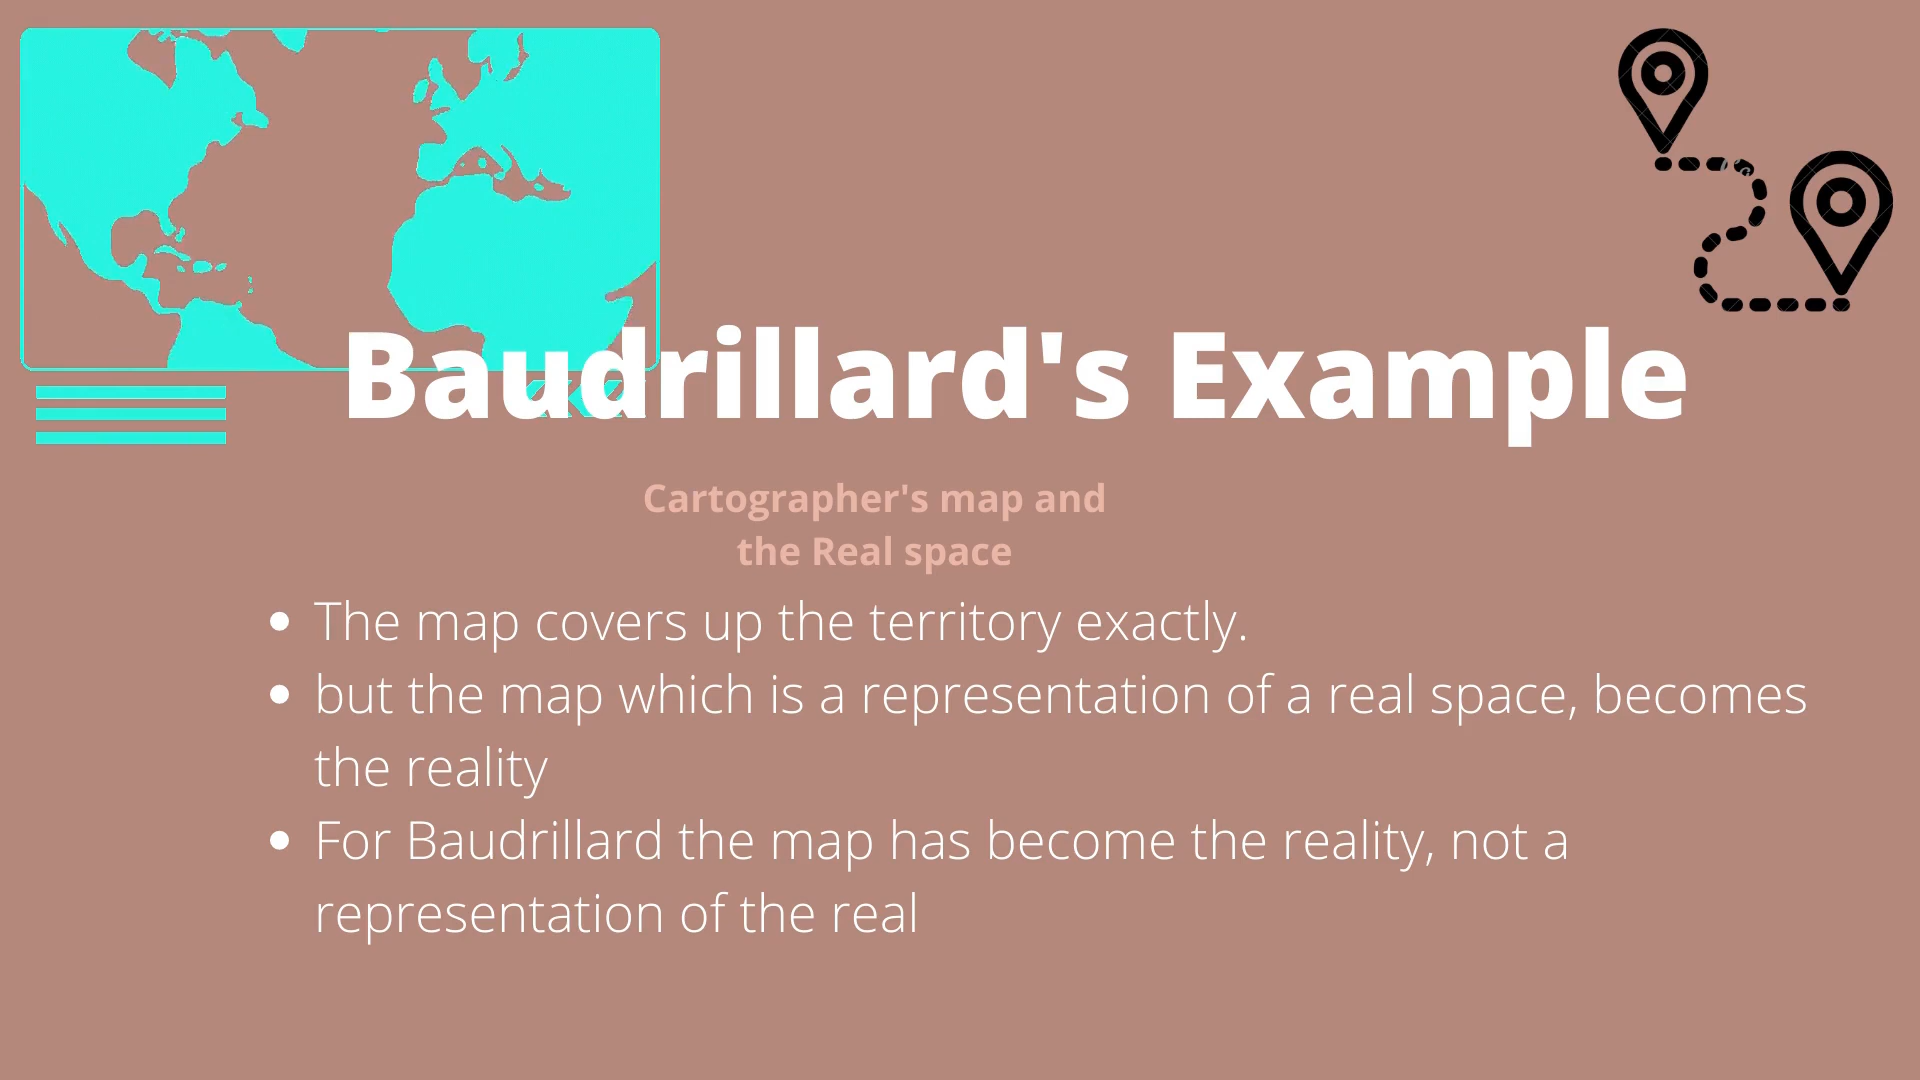 Baudrillard's Example
Cartographer's map and
the Real space
The map covers up the territory exactly.
but the map which is a representation of a real space, becomes
the reality
For Baudrillard the map has become the reality, not a
representation of the real